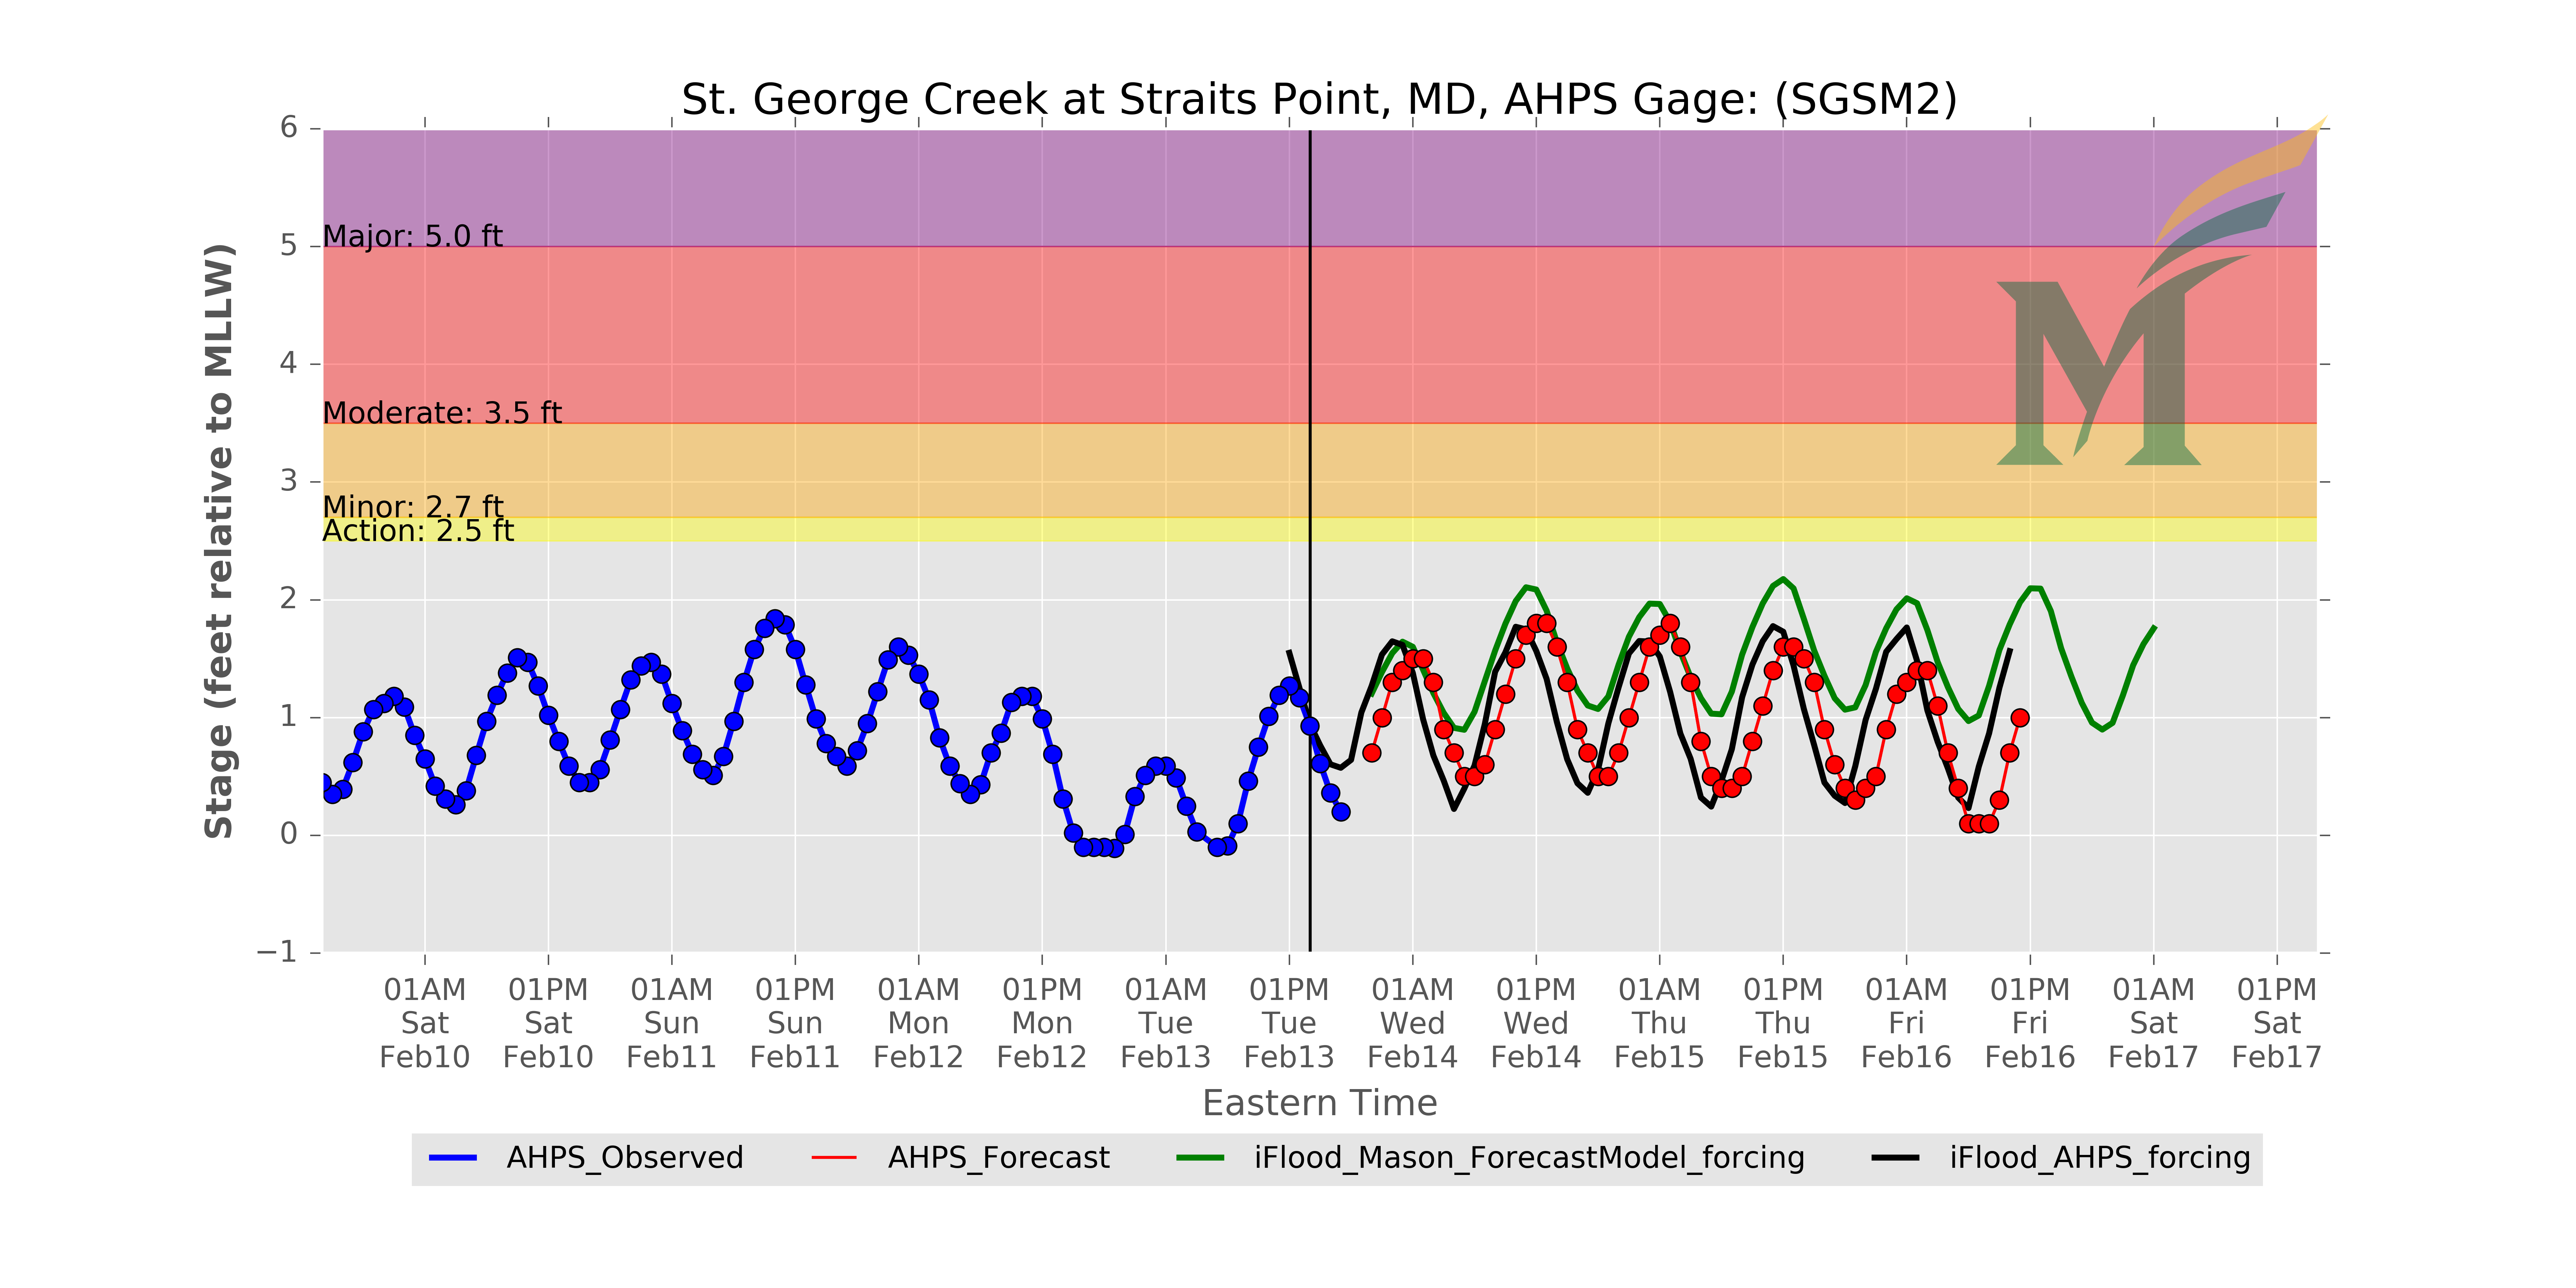 St. George Creek at Straits Point, MD, AHPS Gage: (SGSM2)
6
5
4
3
2
1
0
−1
Stage (feet relative to MLLW)
Major: 5.0 ft
Moderate: 3.5 ft
Minor: 2.7 ft
Action: 2.5 ft
M
01AM 01PM 01AM 01PM 01AM 01PM 01AM 01PM 01AM 01PM 01AM 01PM 01AM 01PM 01AM 01PM
Sat Sat Sun Sun Mon Mon Tue Tue Wed Wed Thu Thu Fri Fri Sat Sat
Feb10 Feb10 Feb11 Feb11 Feb12 Feb12 Feb13 Feb13 Feb14 Feb14 Feb15 Feb15 Feb16 Feb16 Feb17 Feb17
Eastern Time
AHPS_Observed AHPS_Forecast iFlood_Mason_ForecastModel_forcing iFlood_AHPS_forcing